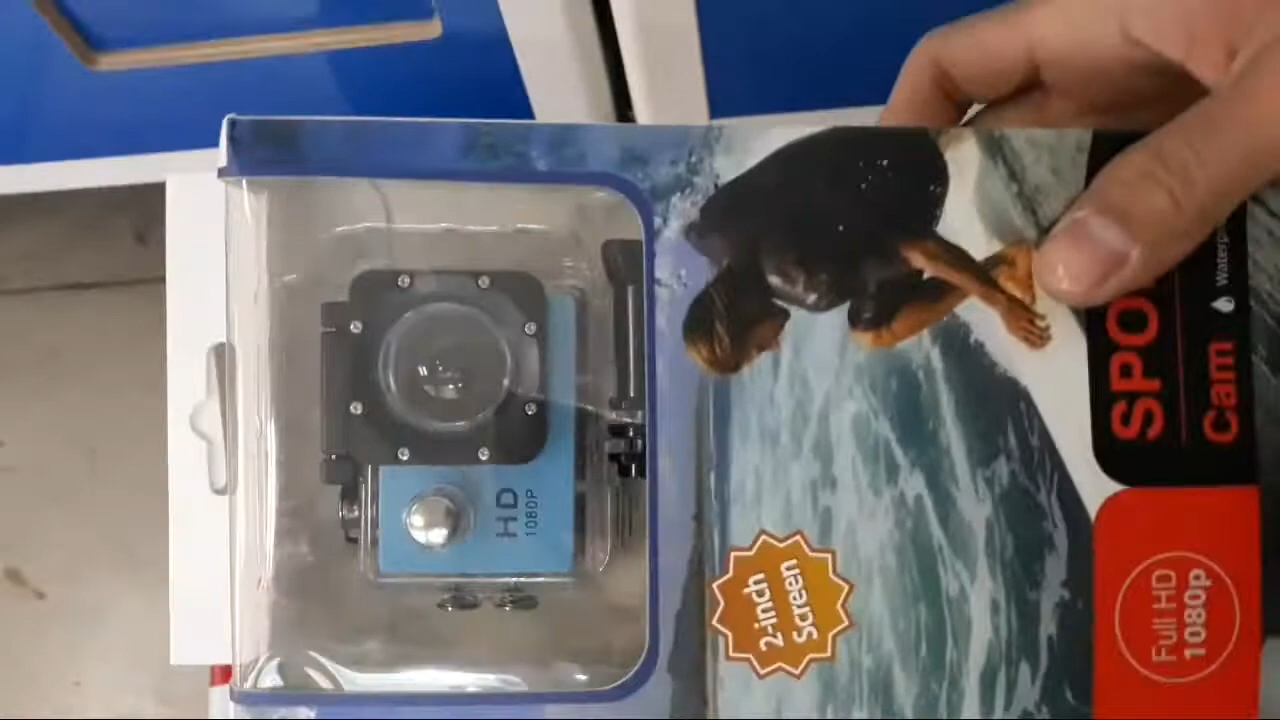 HD
1080P
2-inch
Screen
SPO
Cam
Full HD
1080p